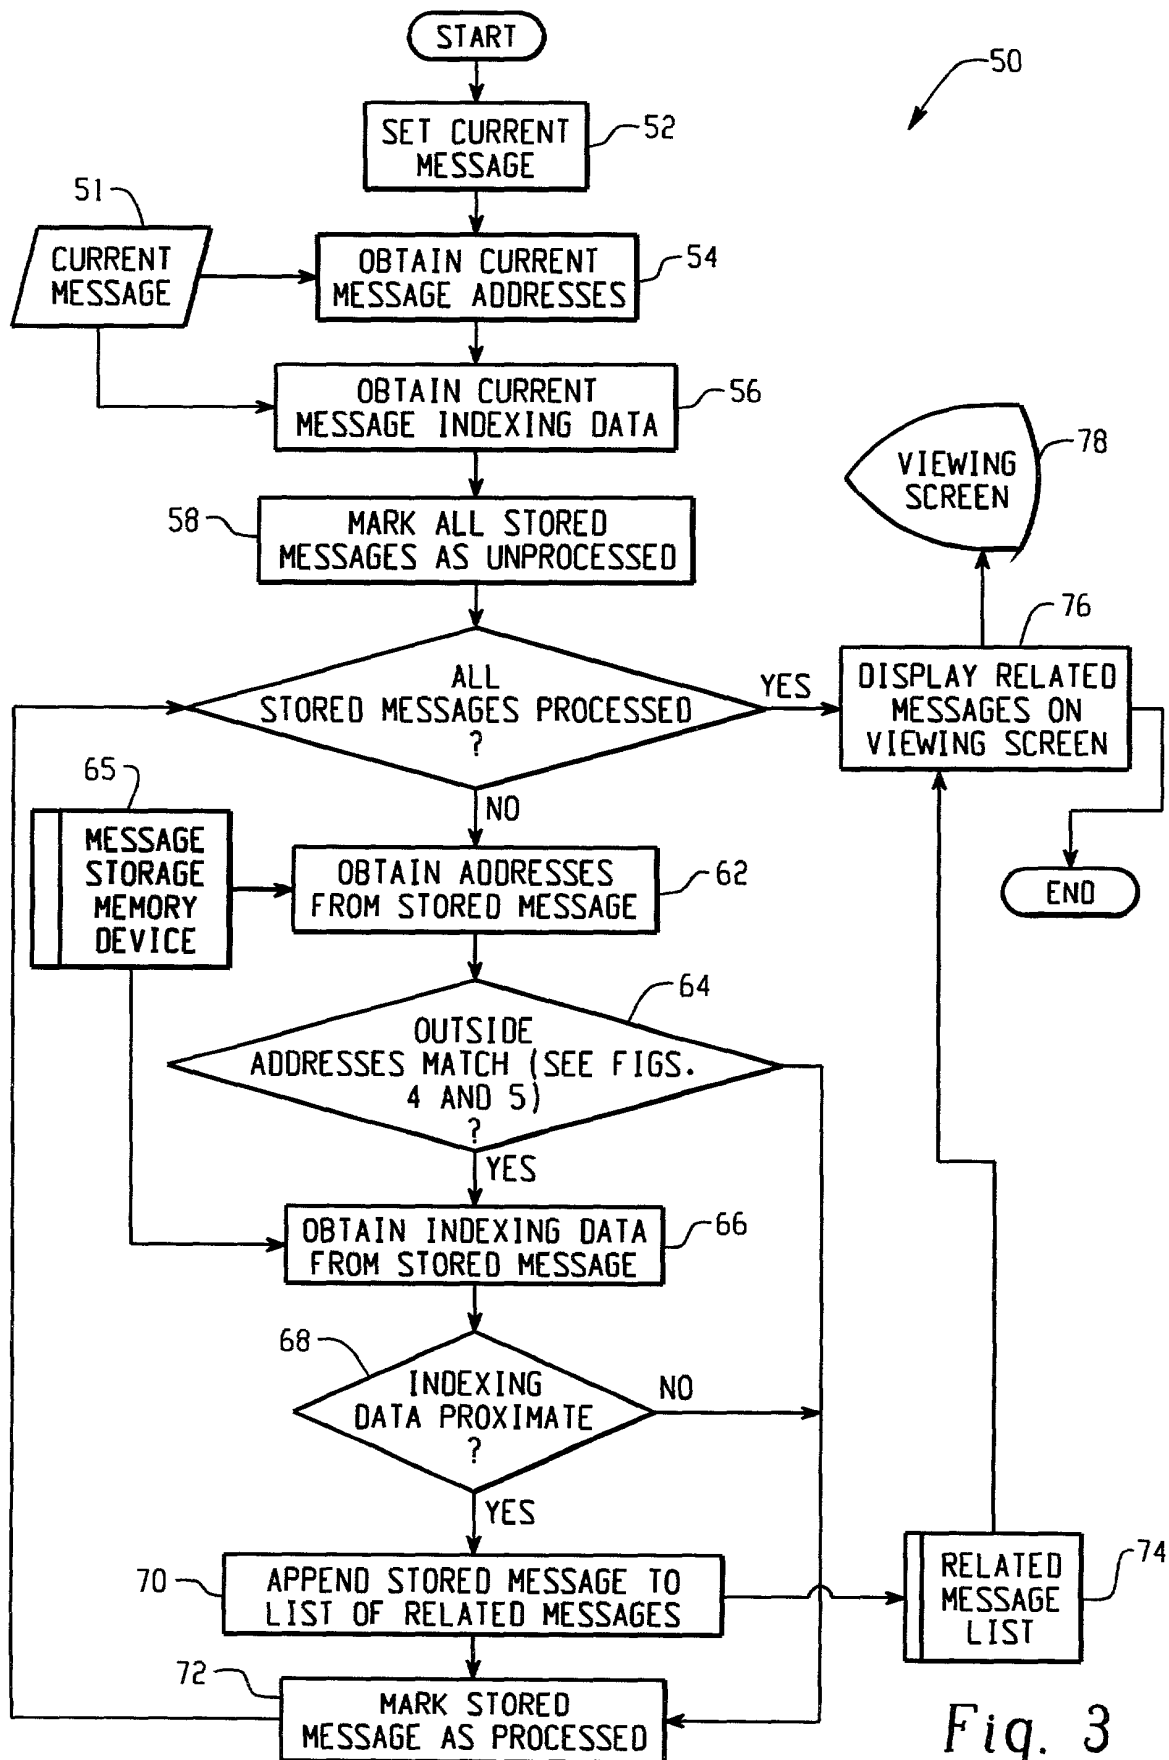 START
50
SET CURRENT
MESSAGE
52
51
CURRENT
MESSAGE
OBTAIN CURRENT
MESSAGE ADDRESSES
54
OBTAIN CURRENT
MESSAGE INDEXING DATA
56
VIEWING
SCREEN
78
58
MARK ALL STORED
MESSAGES AS UNPROCESSED
76
ALL
STORED MESSAGES PROCESSED
?
YES
DISPLAY RELATED
MESSAGES ON
VIEWING SCREEN
NO
65
MESSAGE
STORAGE
MEMORY
DEVICE
OBTAIN ADDRESSES
FROM STORED MESSAGE
62
END
64
OUTSIDE
ADDRESSES MATCH (SEE FIGS.
4 AND 5)
?
YES
OBTAIN INDEXING DATA
FROM STORED MESSAGE
66
68
INDEXING
DATA PROXIMATE
?
NO
YES
70
APPEND STORED MESSAGE TO
LIST OF RELATED MESSAGES
RELATED
MESSAGE
LIST
74
72
MARK STORED
MESSAGE AS PROCESSED
Fig. 3